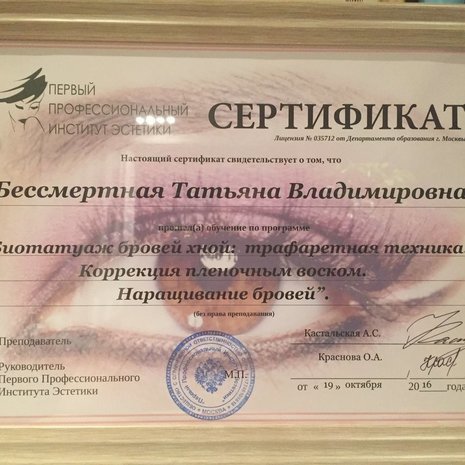 ПЕРВЫЙ
ПРОФЕССИОНАЛЬНЫЙ
ИНСТИТУТ ЭСТЕТИКИ
СЕРТИФИКАТ
Лицензия № 035712 от Департамента образования г. Москвы
Настоящий сертификат свидетельствует о том, что
Бессмертная Татьяна Владимировна
прошел(а) обучение по программе
Биотатуаж бровей хной: трафаретная техника.
Коррекция пленочным воском.
Наращивание бровей”.
(без права преподавания)
Преподаватель
Кастальская А.С.
Руководитель
Первого Профессионального
Института Эстетики
М.П.
Краснова О.А.
от « 19 » октября 2016 года
МОСКВА